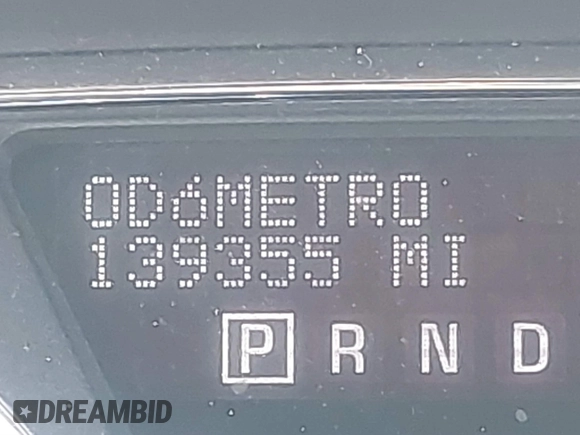 ODóMETRO
139355 MI
P R N D
DREAMBID